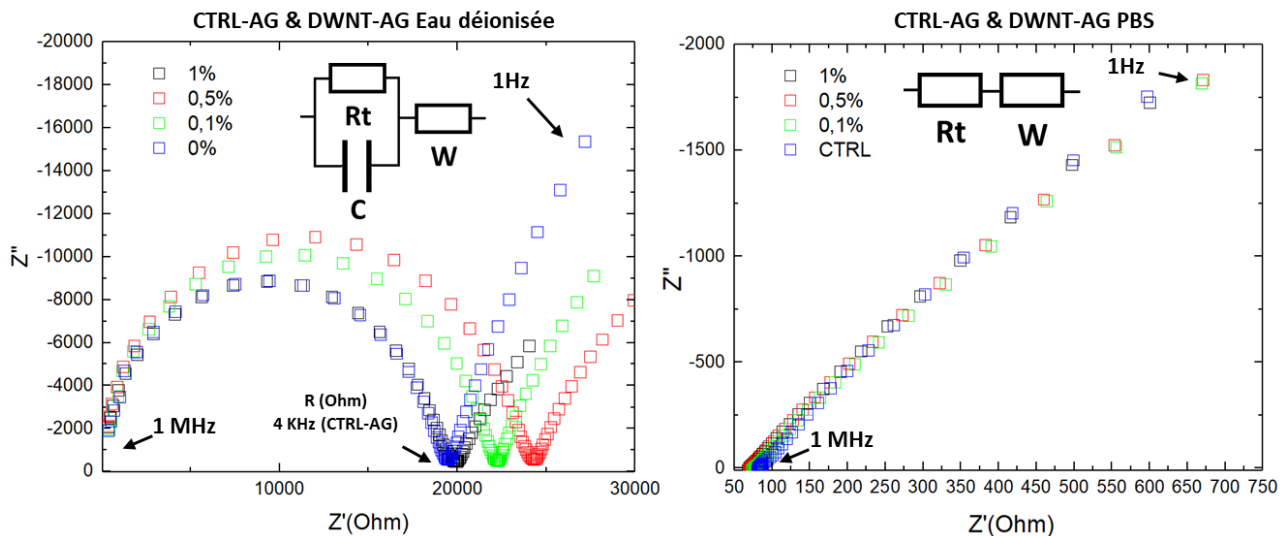 CTRL-AG & DWNT-AG Eau déionisée
-20000
-18000
-16000
-14000
-12000
-10000
-8000
-6000
-4000
-2000
0
Z''
1%
0,5%
0,1%
0%
Rt
C
W
1Hz
R (Ohm)
4 KHz (CTRL-AG)
1 MHz
10000 20000 30000
Z'(Ohm)
CTRL-AG & DWNT-AG PBS
-2000
-1500
-1000
-500
0
Z''
1%
0,5%
0,1%
CTRL
Rt W
1Hz
1 MHz
50 100 150 200 250 300 350 400 450 500 550 600 650 700 750
Z'(Ohm)